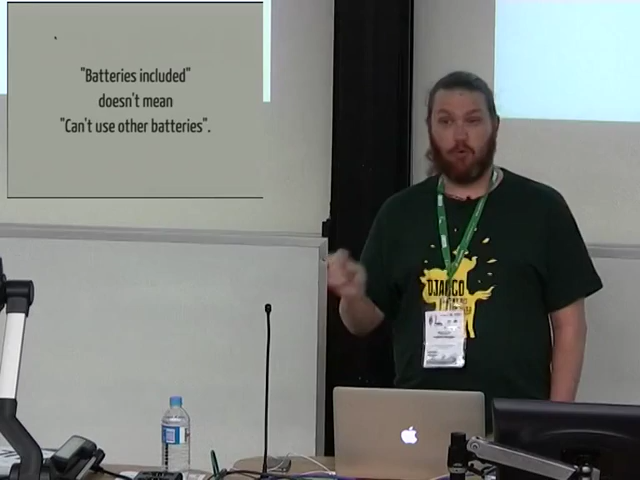 "Batteries included"
doesn't mean
"Can't use other batteries".
DJANGO